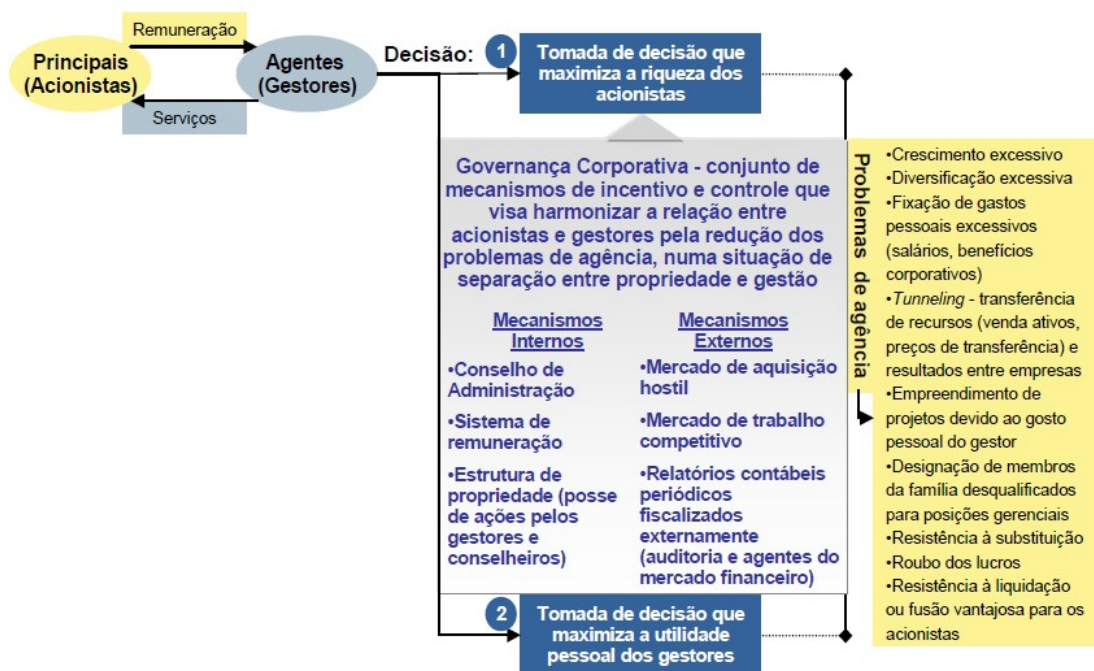 Remuneração
Principais
(Acionistas)
Agentes
(Gestores)
Serviços
Decisão:
1
Tomada de decisão que
maximiza a riqueza dos
acionistas
Governança Corporativa - conjunto de
mecanismos de incentivo e controle que
visa harmonizar a relação entre
acionistas e gestores pela redução dos
problemas de agência, numa situação de
separação entre propriedade e gestão
Mecanismos
Internos
•Conselho de
Administração
•Sistema de
remuneração
•Estrutura de
propriedade (posse
de ações pelos
gestores e
conselheiros)
Mecanismos
Externos
•Mercado de aquisição
hostil
•Mercado de trabalho
competitivo
•Relatórios contábeis
periódicos
fiscalizados
externamente
(auditoria e agentes do
mercado financeiro)
2
Tomada de decisão que
maximiza a utilidade
pessoal dos gestores
Problemas de agência
•Crescimento excessivo
•Diversificação excessiva
•Fixação de gastos
pessoais excessivos
(salários, benefícios
corporativos)
•Tunneling - transferência
de recursos (venda ativos,
preços de transferência) e
resultados entre empresas
•Empreendimento de
projetos devido ao gosto
pessoal do gestor
•Designação de membros
da família desqualificados
para posições gerenciais
•Resistência à substituição
•Roubo dos lucros
•Resistência à liquidação
ou fusão vantajosa para os
acionistas